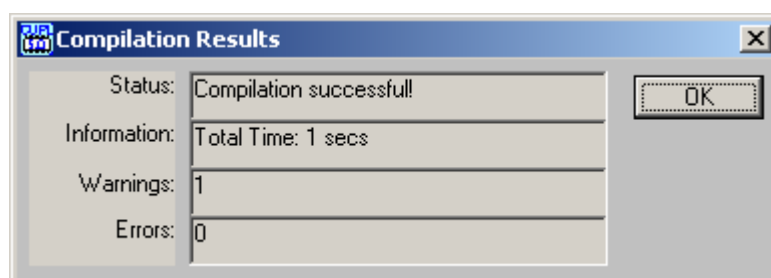 Compilation Results
Status: Compilation successful! OK
Information: Total Time: 1 secs
Warnings: 1
Errors: 0